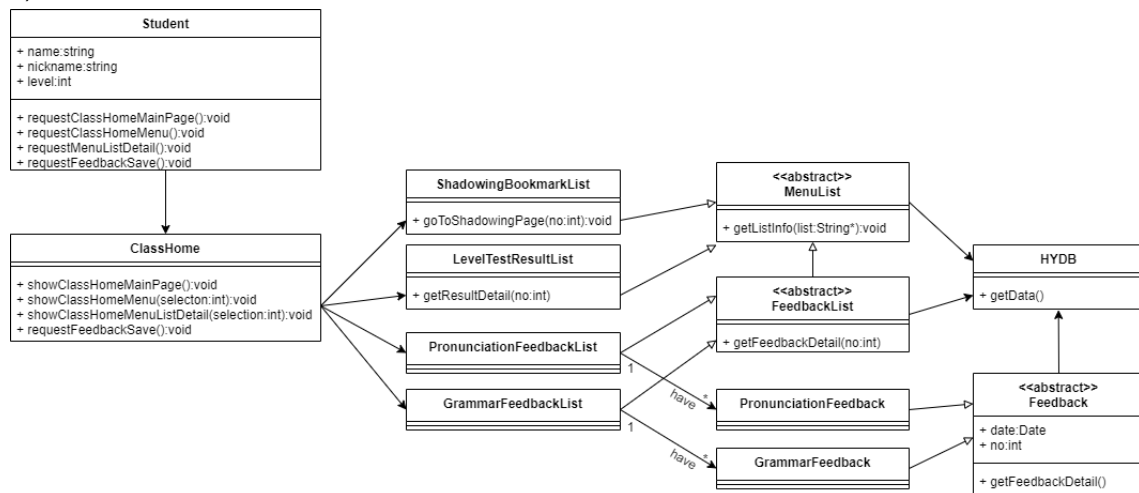 Student
+ name:string
+ nickname:string
+ level:int
+ requestClassHomeMainPage():void
+ requestClassHomeMenu():void
+ requestMenuListDetail():void
+ requestFeedbackSave():void
ClassHome
+ showClassHomeMainPage():void
+ showClassHomeMenu(selecton:int):void
+ showClassHomeMenuListDetail(selection:int):void
+ requestFeedbackSave():void
ShadowingBookmarkList
+ goToShadowingPage(no:int):void
LevelTestResultList
+ getResultDetail(no:int)
PronunciationFeedbackList
GrammarFeedbackList
1
have
*
1
have
*
<<abstract>>
MenuList
+ getListInfo(list:String*):void
<<abstract>>
FeedbackList
+ getFeedbackDetail(no:int)
PronunciationFeedback
GrammarFeedback
HYDB
+ getData()
<<abstract>>
Feedback
+ date:Date
+ no:int
+ getFeedbackDetail()